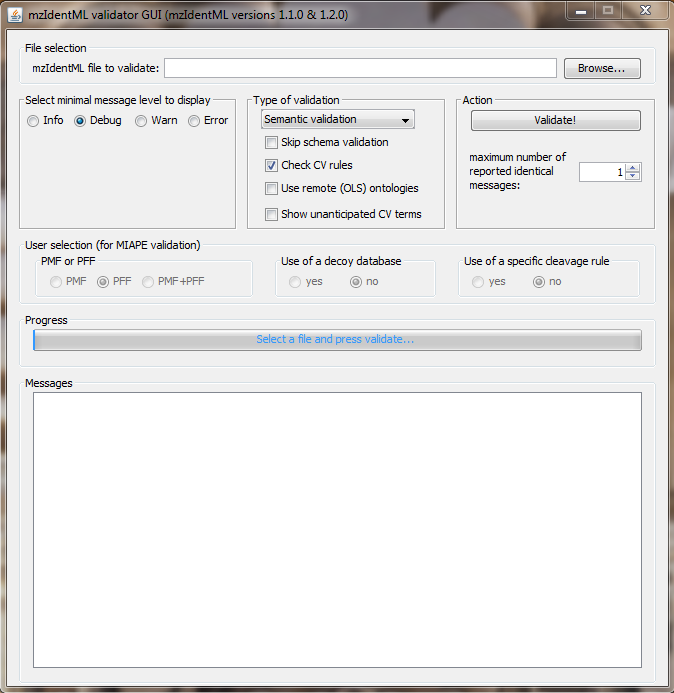 mzIdentML validator GUI (mzIdentML versions 1.1.0 & 1.2.0)
File selection
mzIdentML file to validate:
Browse...
Select minimal message level to display
Info Debug Warn Error
Type of validation
Semantic validation
Skip schema validation
Check CV rules
Use remote (OLS) ontologies
Show unanticipated CV terms
Action
Validate!
maximum number of
reported identical
messages:
1
User selection (for MIAPE validation)
PMF or PFF
PMF PFF PMF+PFF
Use of a decoy database
yes no
Use of a specific cleavage rule
yes no
Progress
Select a file and press validate...
Messages